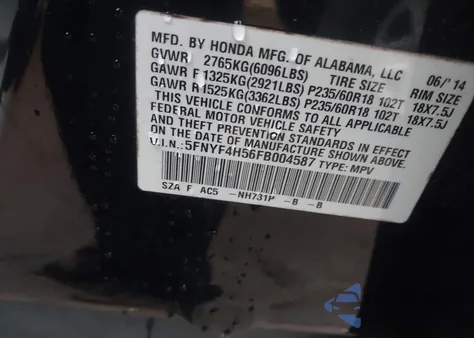 MFD. BY HONDA MFG. OF ALABAMA, LLC 06/'14
GVWR 2765KG(6096LBS) TIRE SIZE RIM SIZE
GAWR F 1325KG(2921LBS) P235/60R18 102T 18X7.5J
GAWR R 1525KG(3362LBS) P235/60R18 102T 18X7.5J
THIS VEHICLE CONFORMS TO ALL APPLICABLE
FEDERAL MOTOR VEHICLE SAFETY
AND THEFT PREVENTION STANDARDS IN EFFECT
ON THE DATE OF MANUFACTURE SHOWN ABOVE.
V.I.N.: 5FNYF4H56FB004587 TYPE: MPV
SZA F AC5 -NH731P -B -B